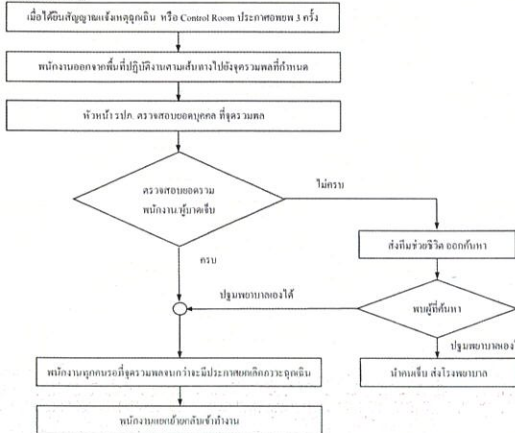 เมื่อได้ยินสัญญาณแจ้งเหตุฉุกเฉิน หรือ Control Room ประกาศอพยพ 3 ครั้ง
พนักงานออกจากพื้นที่ปฏิบัติงานตามเส้นทางไปยังจุดรวมพลที่กำหนด
หัวหน้า รปภ. ตรวจสอบยอดบุคคล ที่จุดรวมพล
ตรวจสอบยอดรวม
พนักงาน/ผู้บาดเจ็บ
ไม่ครบ
ส่งทีมช่วยชีวิต ออกค้นหา
ครบ
ปฐมพยาบาลเองได้
พบผู้ที่ค้นหา
ปฐมพยาบาลเองไ
พนักงานทุกคนรอที่จุดรวมพลจนกว่าจะมีประกาศยกเลิกภาวะฉุกเฉิน
นำคนเจ็บ ส่งโรงพยาบาล
พนักงานแยกย้ายกลับเข้าทำงาน